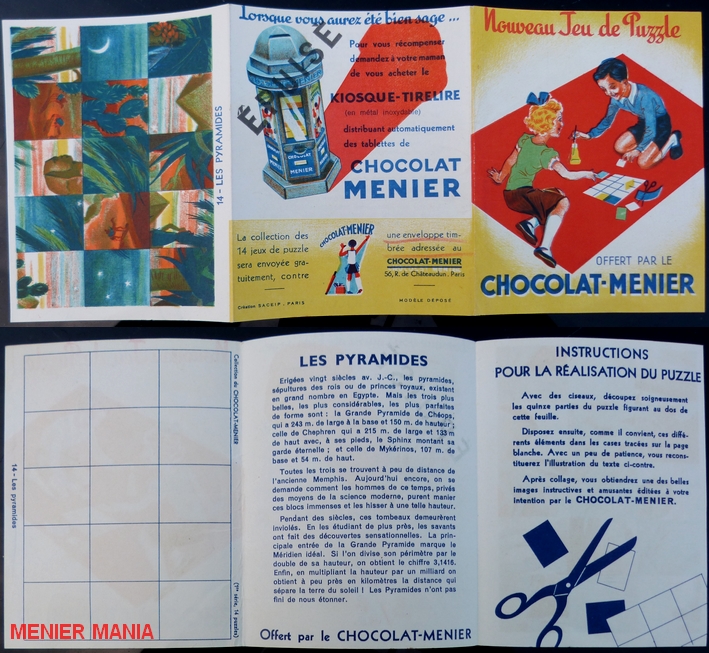 14 - LES PYRAMIDES
Lorsque vous aurez été bien sage ...
ÉPUISÉ
Pour vous récompenser
demandez à votre maman
de vous acheter le
KIOSQUE-TIRELIRE
(en métal inoxydable)
distribuant automatiquement
des tablettes de
CHOCOLAT
MENIER
CHOCOLAT
MENIER
La collection des
14 jeux de puzzle
sera envoyée gra-
tuitement, contre
CHOCOLAT-MENIER
une enveloppe tim-
brée adressée au
CHOCOLAT-MENIER
56, R. de Châteaudun. Paris
Création SACEIP - PARIS
MODÈLE DÉPOSÉ
Nouveau Jeu de Puzzle
OFFERT PAR LE
CHOCOLAT-MENIER
Collection du CHOCOLAT-MENIER
14 - Les pyramides
(1re série, 14 puzzles)
MENIER MANIA
LES PYRAMIDES
Erigées vingt siècles av. J.-C., les pyramides,
sépultures des rois ou de princes royaux, existent
en grand nombre en Egypte. Mais les trois plus
belles, les plus considérables, les plus parfaites
de forme sont : la Grande Pyramide de Chéops,
qui a 243 m. de large à la base et 150 m. de hauteur ;
celle de Chephren qui a 215 m. de large et 133 m
de haut avec, à ses pieds, le Sphinx montant sa
garde éternelle ; et celle de Mykérinos, 107 m. de
base et 54 m. de haut.
Toutes les trois se trouvent à peu de distance de
l'ancienne Memphis. Aujourd'hui encore, on se
demande comment les hommes de ce temps, privés
des moyens de la science moderne, purent manier
ces blocs immenses et les hisser à une telle hauteur.
Pendant des siècles, ces tombeaux demeurèrent
inviolés. En les étudiant de plus près, les savants
ont fait des découvertes sensationnelles. La prin-
cipale entrée de la Grande Pyramide marque le
Méridien idéal. Si l'on divise son périmètre par le
double de sa hauteur, on obtient le chiffre 3,1416.
Enfin, en multipliant la hauteur par un milliard on
obtient à peu près en kilomètres la distance qui
sépare la terre du soleil ! Les Pyramides n'ont pas
fini de nous étonner.
Offert par le CHOCOLAT-MENIER
INSTRUCTIONS
POUR LA RÉALISATION DU PUZZLE
Avec des ciseaux, découpez soigneusement
les quinze parties du puzzle figurant au dos de
cette feuille.
Disposez ensuite, comme il convient, ces diffé-
rents éléments dans les cases tracées sur la page
blanche. Avec un peu de patience, vous recons-
tituerez l'illustration du texte ci-contre.
Après collage, vous obtiendrez une des belles
images instructives et amusantes éditées à votre
intention par le CHOCOLAT-MENIER.